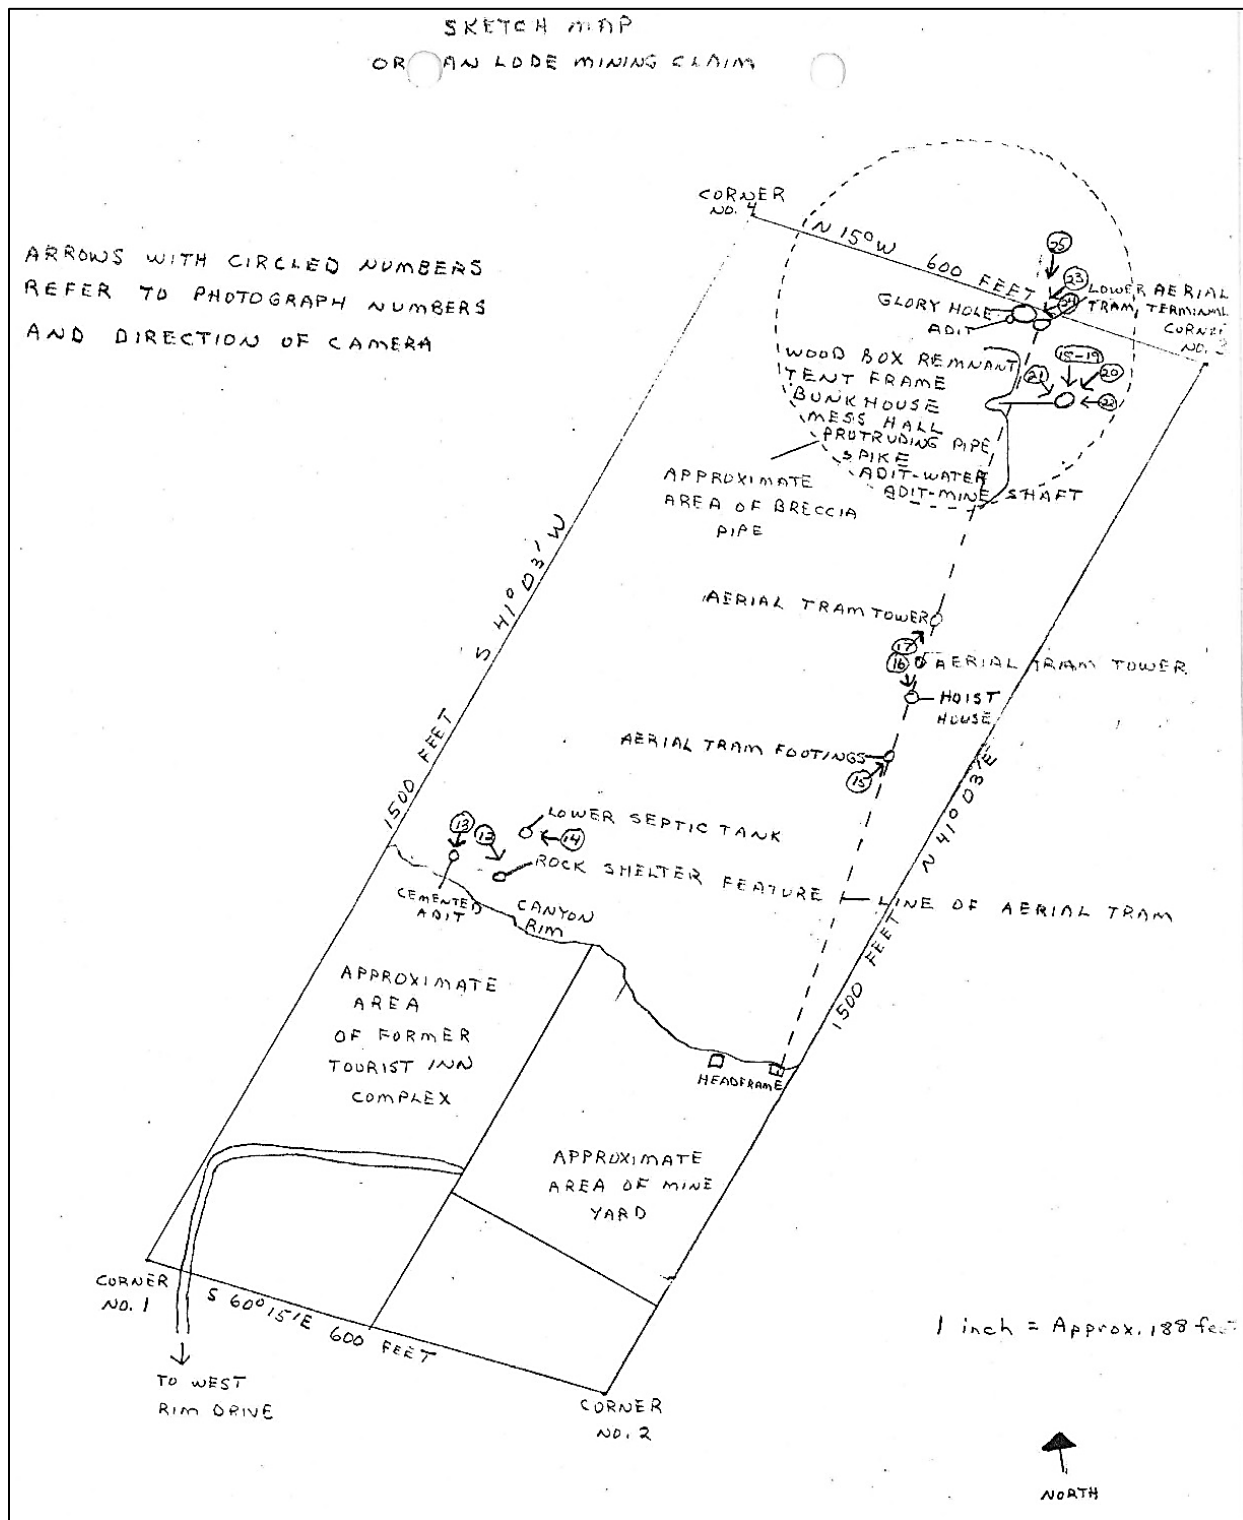 SKETCH MAP
OR AN LODE MINING CLAIM
CORNER
NO. 4
N 15° W 600 FEET
ARROWS WITH CIRCLED NUMBERS
REFER TO PHOTOGRAPH NUMBERS
AND DIRECTION OF CAMERA
25
23
24
LOWER AERIAL
TRAM TERMINAL
GLORY HOLE
ADIT
NO. 3
WOOD BOX REMNANT
TENT FRAME
BUNKHOUSE
MESS HALL
PROTRUDING PIPE
SPIKE
ADIT-WATER
ADIT-MINE SHAFT
21
18-19
20
22
APPROXIMATE
AREA OF BRECCIA
PIPE
S 41° 03' W
1500 FEET
AERIAL TRAM TOWER
17
16
AERIAL TRAM TOWER
HOIST
HOUSE
AERIAL TRAM FOOTINGS
15
N 41° 03' E
1500 FEET
13
12
14
LOWER SEPTIC TANK
ROCK SHELTER FEATURE
LINE OF AERIAL TRAM
CEMENTED
ADIT
CANYON
RIM
APPROXIMATE
AREA
OF FORMER
TOURIST INN
COMPLEX
HEADFRAME
APPROXIMATE
AREA OF MINE
YARD
CORNER
NO. 1
S 60° 15' E 600 FEET
TO WEST
RIM DRIVE
CORNER
NO. 2
1 inch = Approx. 188
NORTH